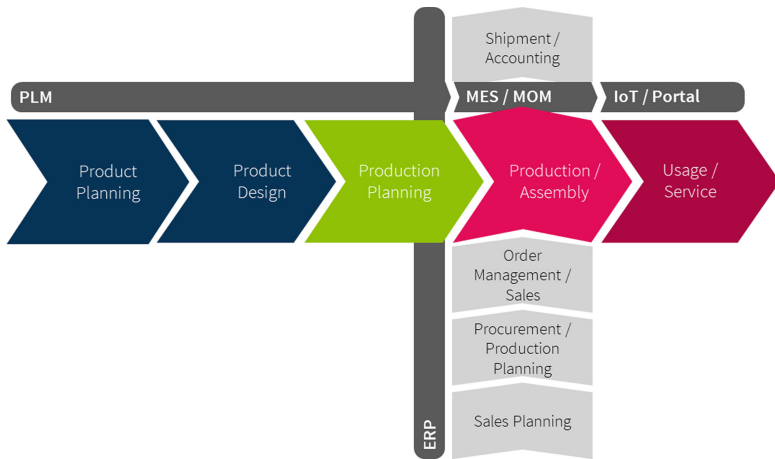 Shipment /
Accounting
PLM
MES / MOM
IoT / Portal
Product
Planning
Product
Design
Production
Planning
Production /
Assembly
Usage /
Service
Order
Management /
Sales
Procurement /
Production
Planning
Sales Planning
ERP